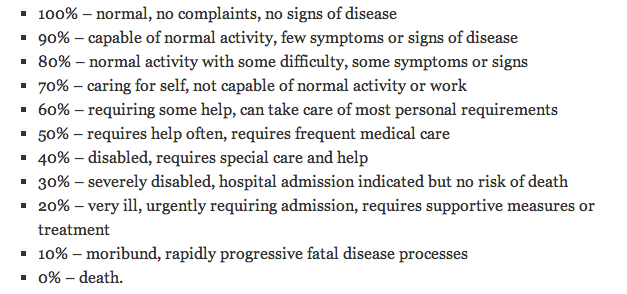 100% – normal, no complaints, no signs of disease
90% – capable of normal activity, few symptoms or signs of disease
80% – normal activity with some difficulty, some symptoms or signs
70% – caring for self, not capable of normal activity or work
60% – requiring some help, can take care of most personal requirements
50% – requires help often, requires frequent medical care
40% – disabled, requires special care and help
30% – severely disabled, hospital admission indicated but no risk of death
20% – very ill, urgently requiring admission, requires supportive measures or
treatment
10% – moribund, rapidly progressive fatal disease processes
0% – death.